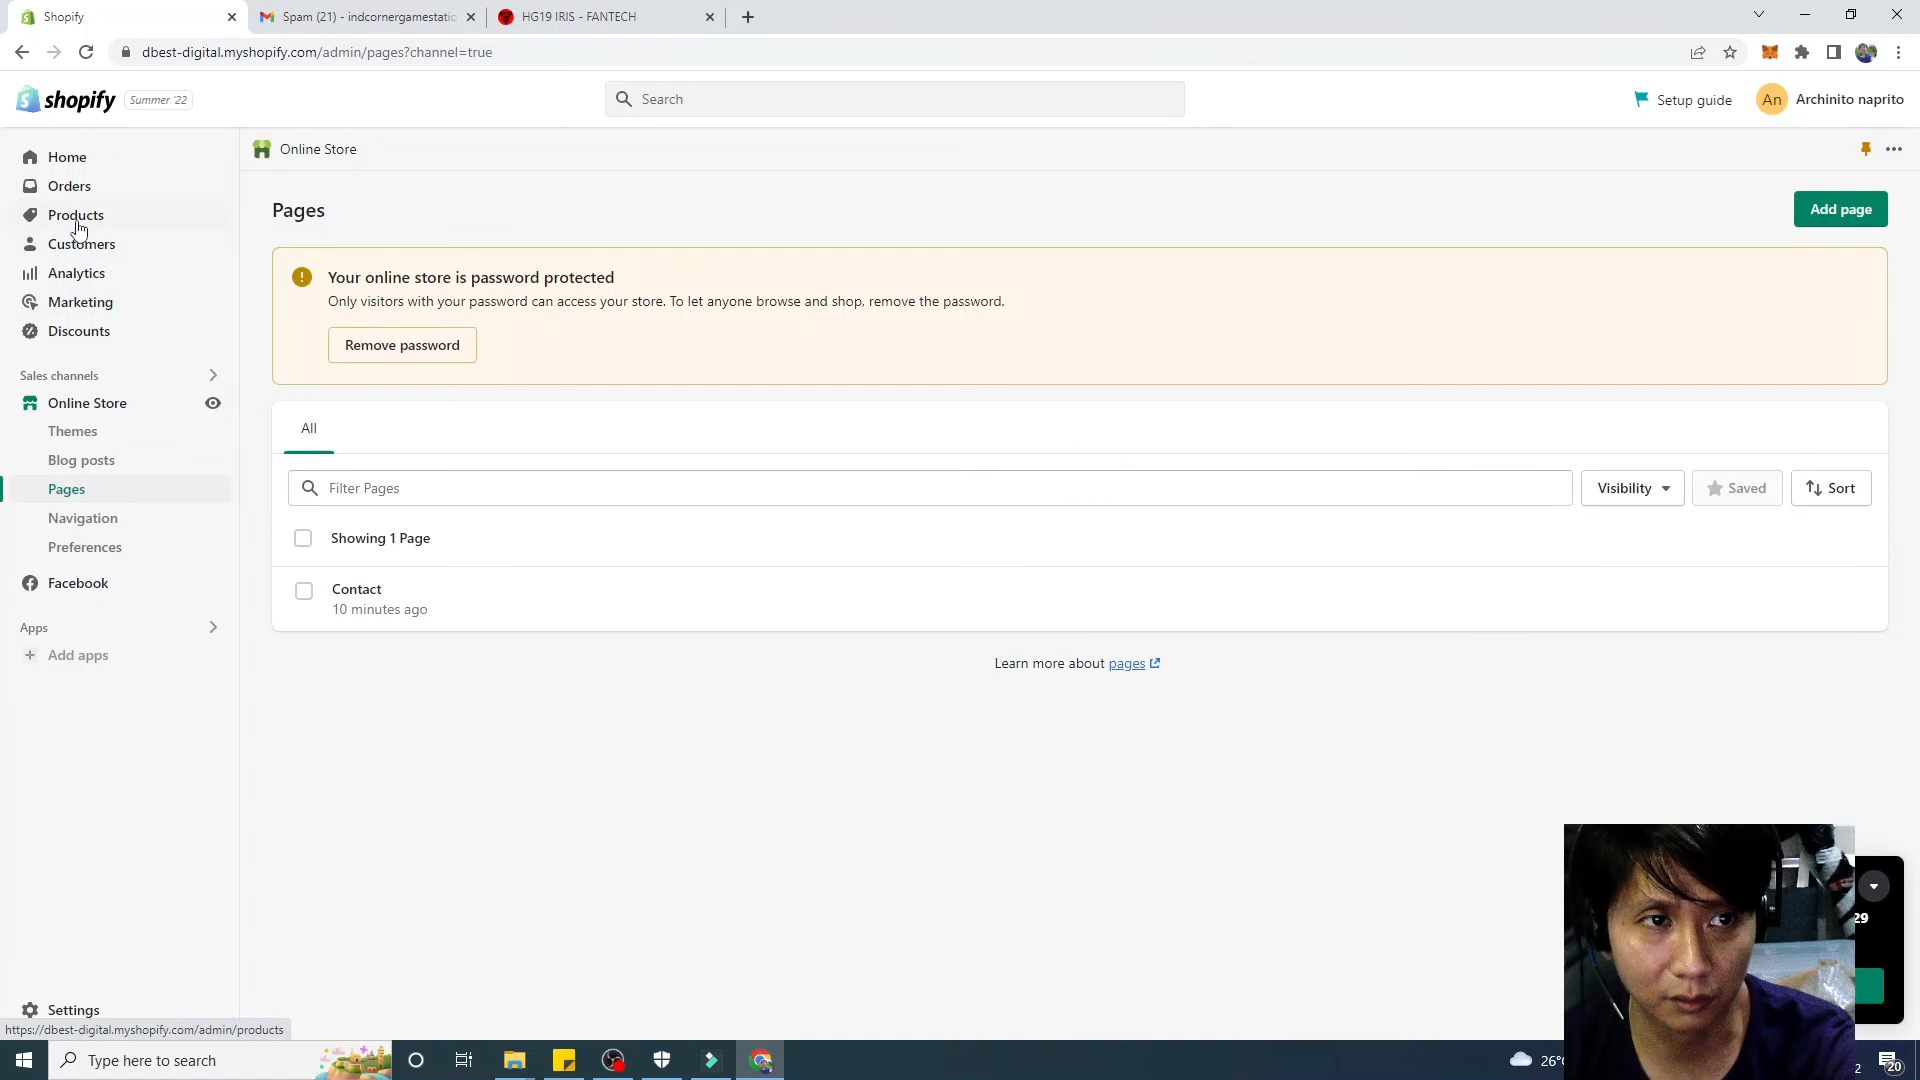 Shopify
Spam (21) - indcornergamestatic
HG19 IRIS - FANTECH
dbest-digital.myshopify.com/admin/pages?channel=true
shopify
Summer '22
Search
Setup guide
An
Archinito naprito
Home
Orders
Products
Customers
Analytics
Marketing
Discounts
Sales channels
Online Store
Themes
Blog posts
Pages
Navigation
Preferences
Facebook
Apps
Add apps
Settings
Online Store
Pages
Add page
Your online store is password protected
Only visitors with your password can access your store. To let anyone browse and shop, remove the password.
Remove password
All
Filter Pages
Visibility
Saved
Sort
Showing 1 Page
Contact
10 minutes ago
Learn more about pages
29
https://dbest-digital.myshopify.com/admin/products
Type here to search
26°
2
20